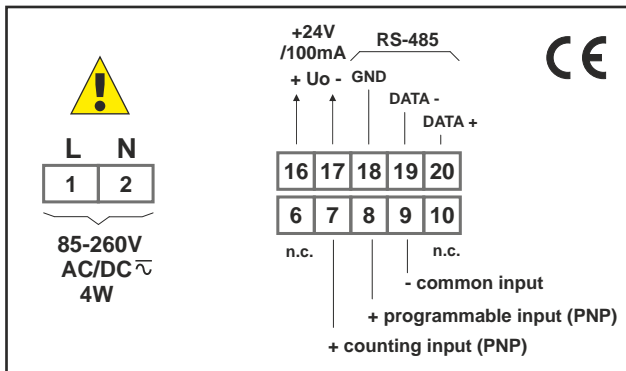 +24V
/100mA
RS-485
CE
+ Uo -
GND
DATA -
DATA +
!
L N
1 2
16 17 18 19 20
6 7 8 9 10
n.c.
n.c.
85-260V
AC/DC
4W
- common input
+ programmable input (PNP)
+ counting input (PNP)